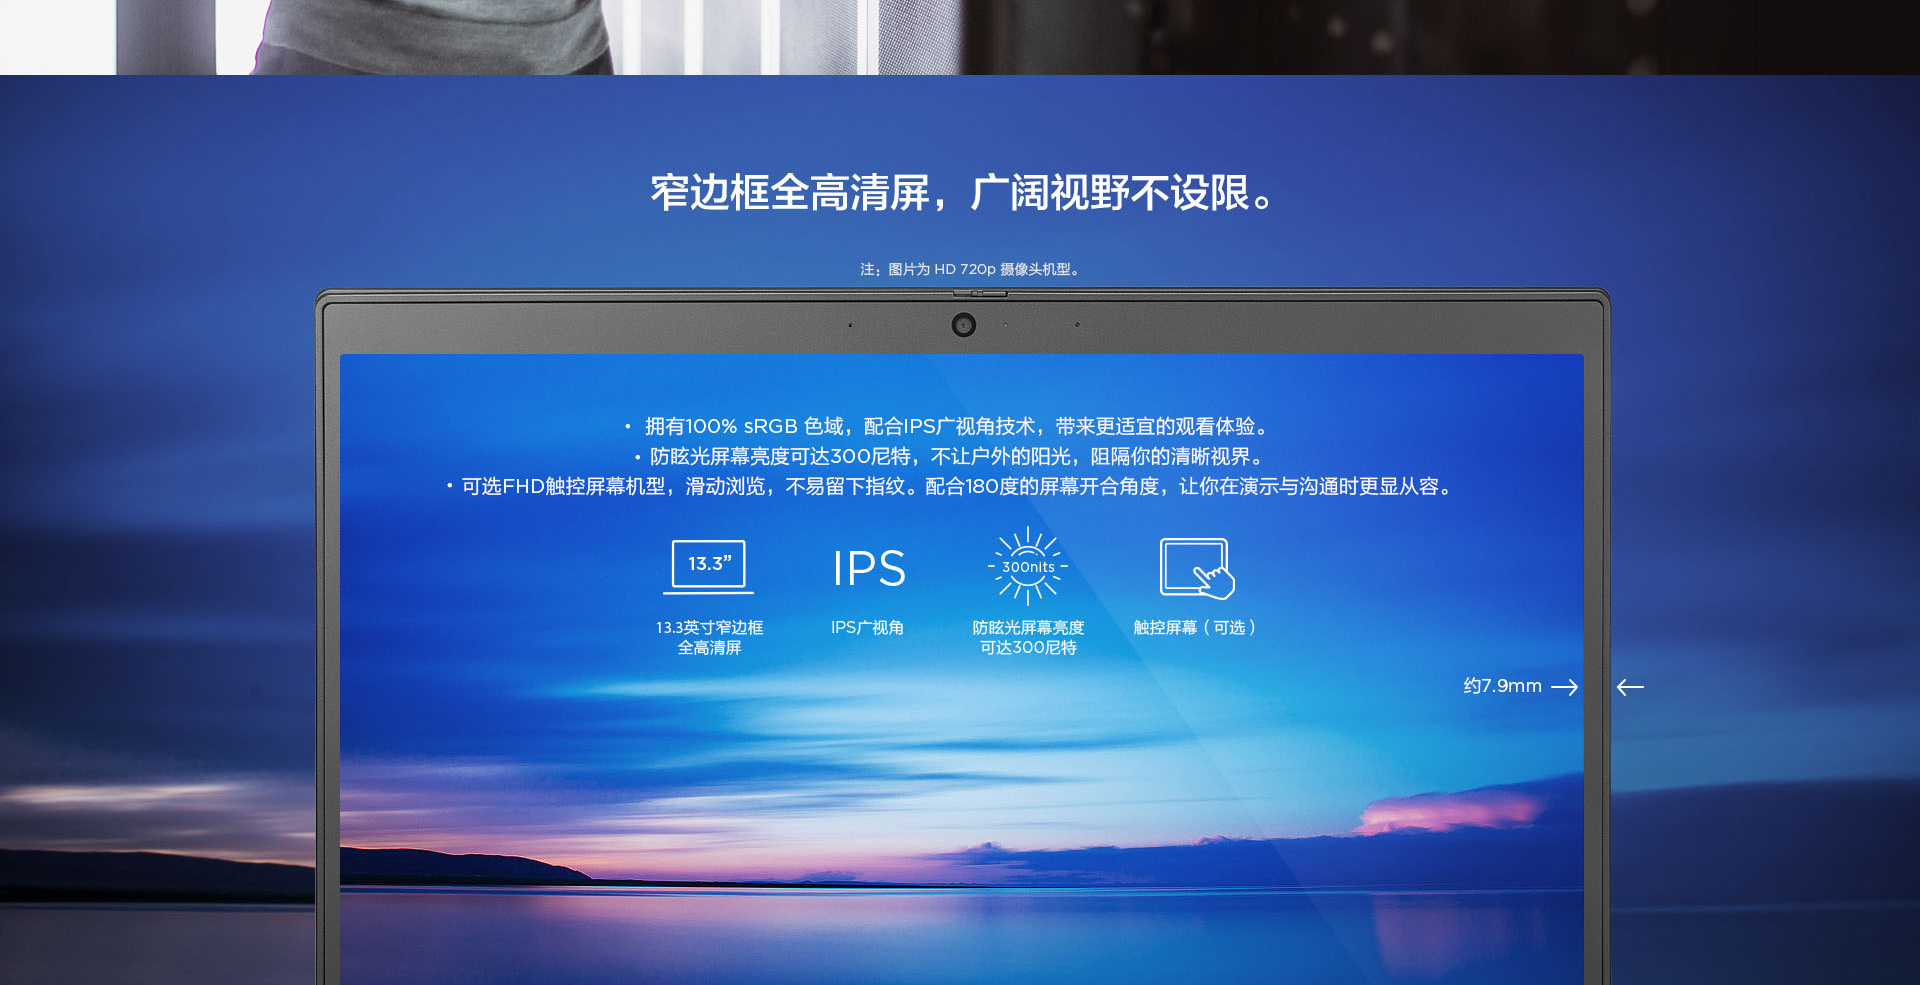 窄边框全高清屏，广阔视野不设限。
注：图片为 HD 720p 摄像头机型。
• 拥有100% sRGB 色域，配合IPS广视角技术，带来更适宜的观看体验。
• 防眩光屏幕亮度可达300尼特，不让户外的阳光，阻隔你的清晰视界。
• 可选FHD触控屏幕机型，滑动浏览，不易留下指纹。配合180度的屏幕开合角度，让你在演示与沟通时更显从容。
13.3”
IPS
300nits
13.3英寸窄边框
全高清屏
IPS广视角
防眩光屏幕亮度
可达300尼特
触控屏幕（可选）
约7.9mm